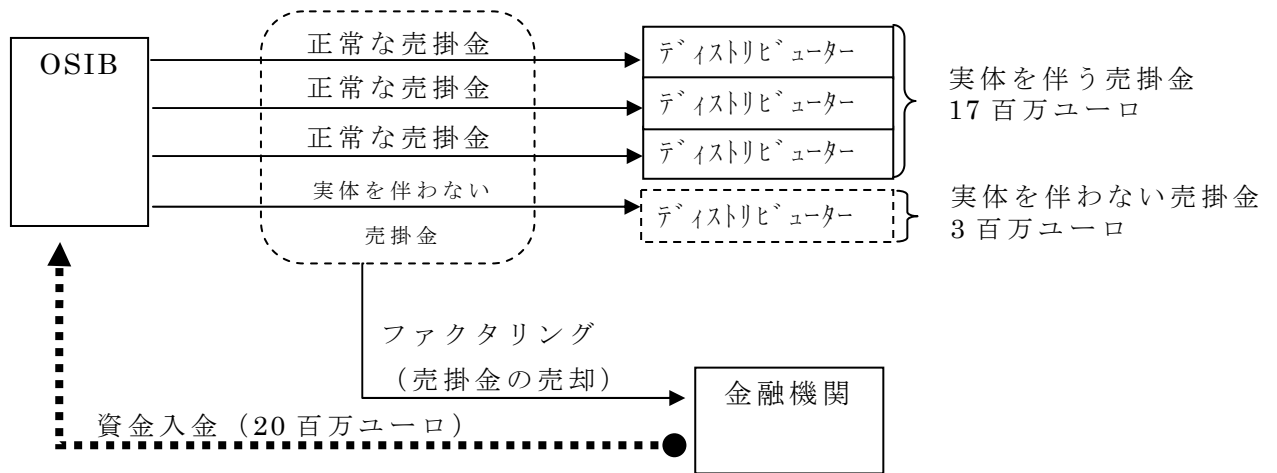 OSIB
正常な売掛金
正常な売掛金
正常な売掛金
実体を伴わない
売掛金
ディストリビューター
ディストリビューター
ディストリビューター
ディストリビューター
実体を伴う売掛金
17百万ユーロ
実体を伴わない売掛金
3百万ユーロ
ファクタリング
(売掛金の売却)
金融機関
資金入金(20百万ユーロ)